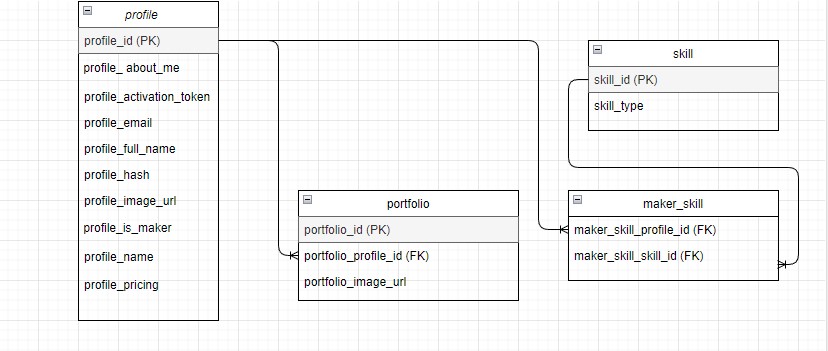 profile
profile_id (PK)
profile_ about_me
profile_activation_token
profile_email
profile_full_name
profile_hash
profile_image_url
profile_is_maker
profile_name
profile_pricing
portfolio
portfolio_id (PK)
portfolio_profile_id (FK)
portfolio_image_url
skill
skill_id (PK)
skill_type
maker_skill
maker_skill_profile_id (FK)
maker_skill_skill_id (FK)